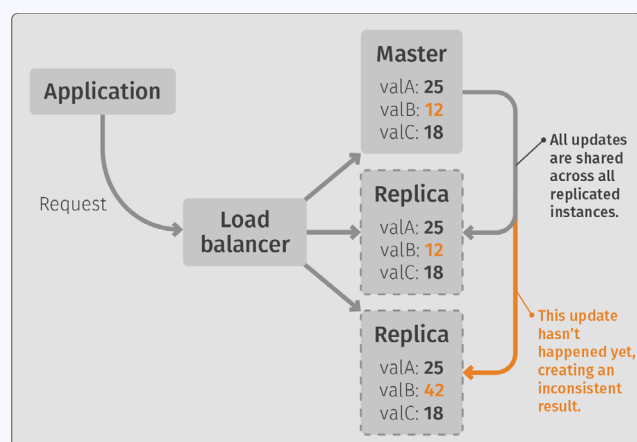 Application
Request
Load
balancer
Master
valA: 25
valB: 12
valC: 18
Replica
valA: 25
valB: 12
valC: 18
Replica
valA: 25
valB: 42
valC: 18
All updates
are shared
across all
replicated
instances.
This update
hasn’t
happened yet,
creating an
inconsistent
result.